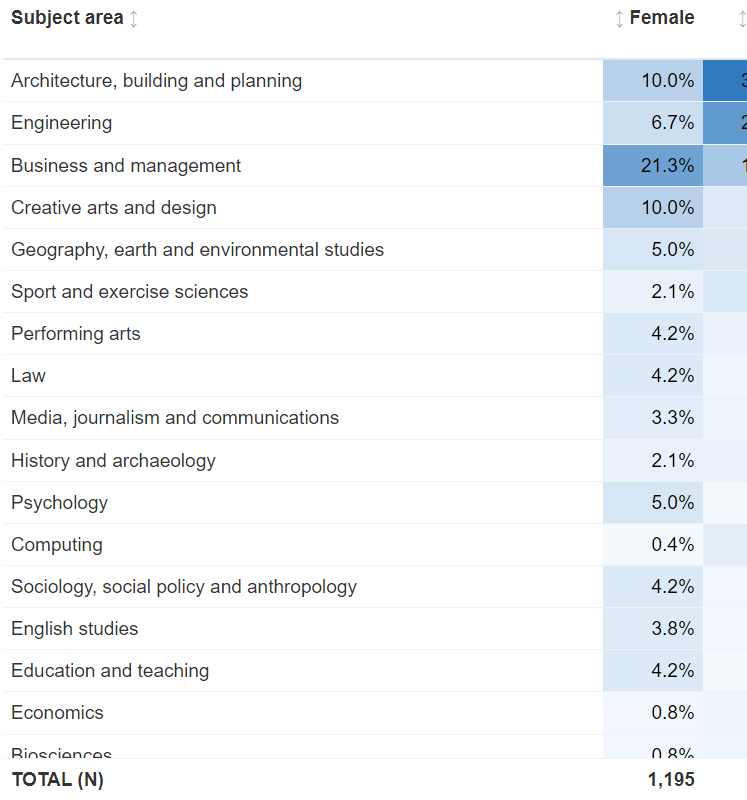 Subject area Female
Architecture, building and planning 10.0%
Engineering 6.7%
Business and management 21.3%
Creative arts and design 10.0%
Geography, earth and environmental studies 5.0%
Sport and exercise sciences 2.1%
Performing arts 4.2%
Law 4.2%
Media, journalism and communications 3.3%
History and archaeology 2.1%
Psychology 5.0%
Computing 0.4%
Sociology, social policy and anthropology 4.2%
English studies 3.8%
Education and teaching 4.2%
Economics 0.8%
Biosciences 0.8%
TOTAL (N) 1,195